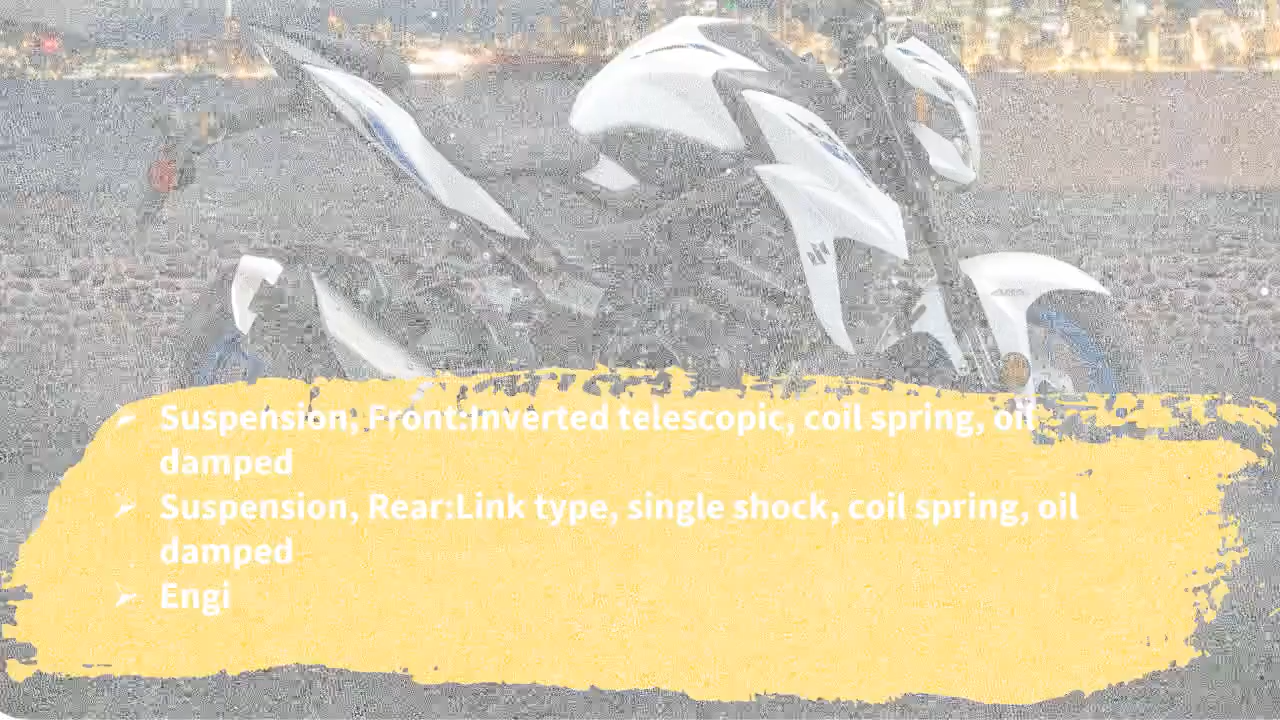 Suspension, Front:Inverted telescopic, coil spring, oil
damped
Suspension, Rear:Link type, single shock, coil spring, oil
damped
Engi